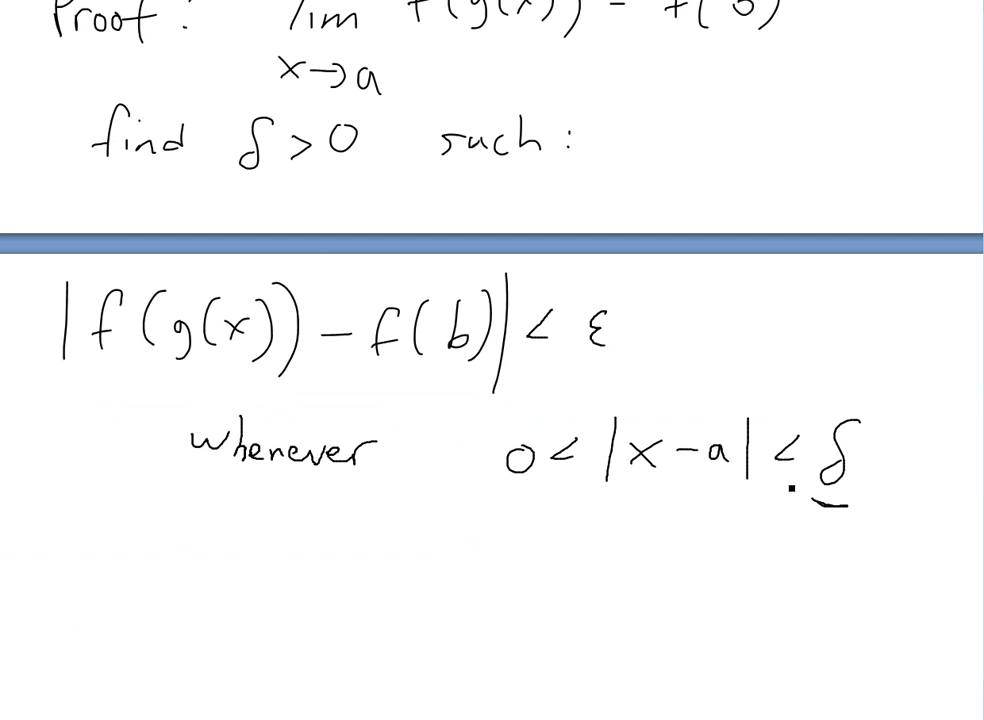 Proof: lim f(g(x)) = f(b)
x→a
find δ > 0 such:
|f(g(x)) - f(b)| < ε
whenever 0 < |x - a| < δ